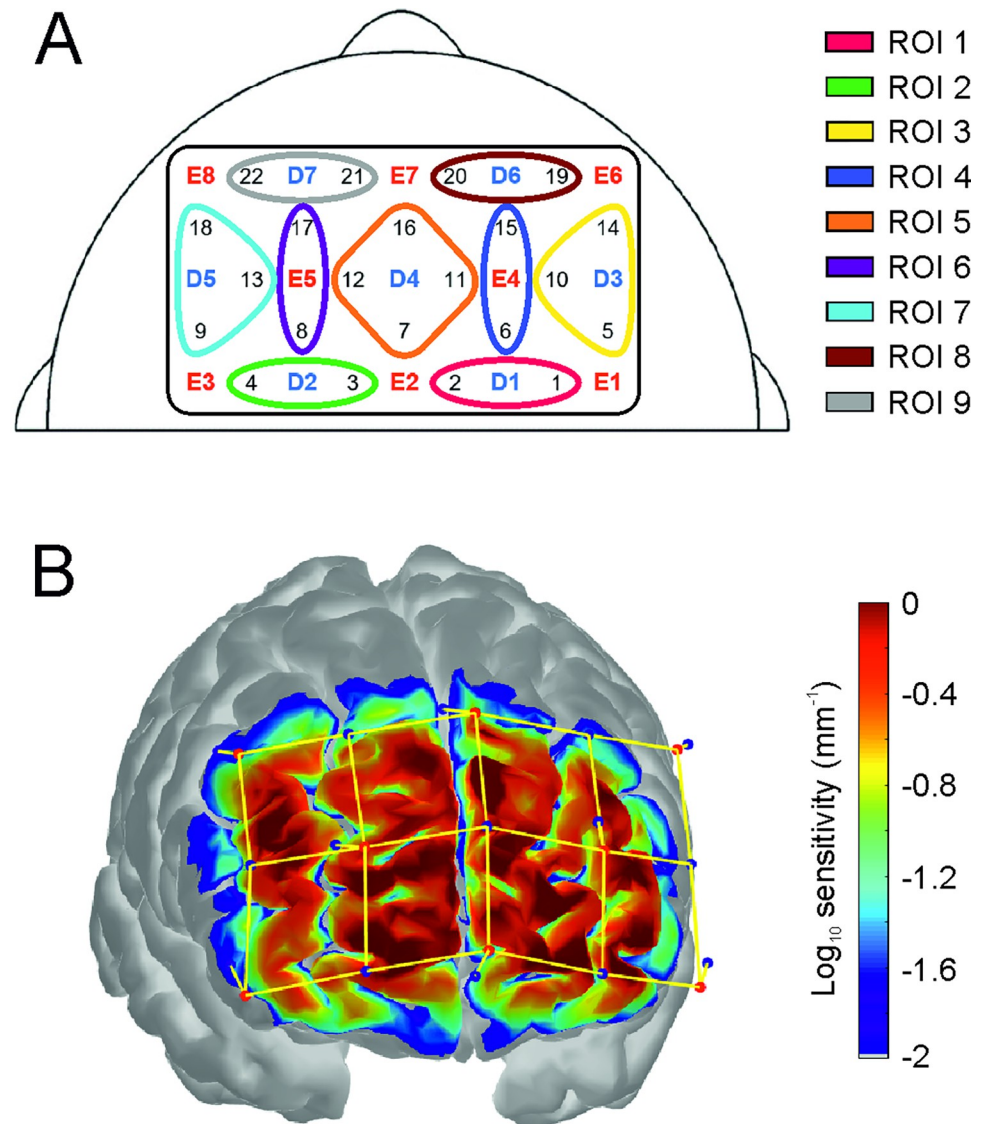 A
E8 22 D7 21 E7 20 D6 19 E6
18 17 16 15 14
D5 13 E5 12 D4 11 E4 10 D3
9 8 7 6 5
E3 4 D2 3 E2 2 D1 1 E1
ROI 1
ROI 2
ROI 3
ROI 4
ROI 5
ROI 6
ROI 7
ROI 8
ROI 9
B
0
-0.4
-0.8
-1.2
-1.6
-2
Log₁₀ sensitivity (mm⁻¹)